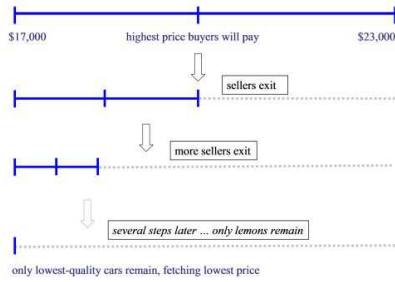 $17,000 highest price buyers will pay $23,000
sellers exit
more sellers exit
several steps later ... only lemons remain
only lowest-quality cars remain, fetching lowest price